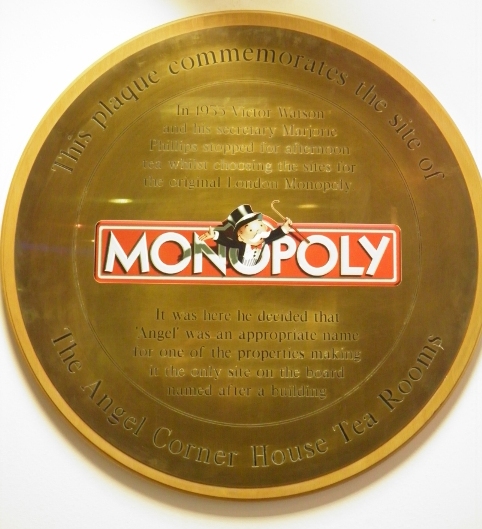 This plaque commemorates the site of
In 1935 Victor Watson
and his secretary Marjorie
Phillips stopped for afternoon
tea whilst choosing the sites for
the original London Monopoly
MONOPOLY
It was here he decided that
'Angel' was an appropriate name
for one of the properties making
it the only site on the board
named after a building
The Angel Corner House Tea Rooms